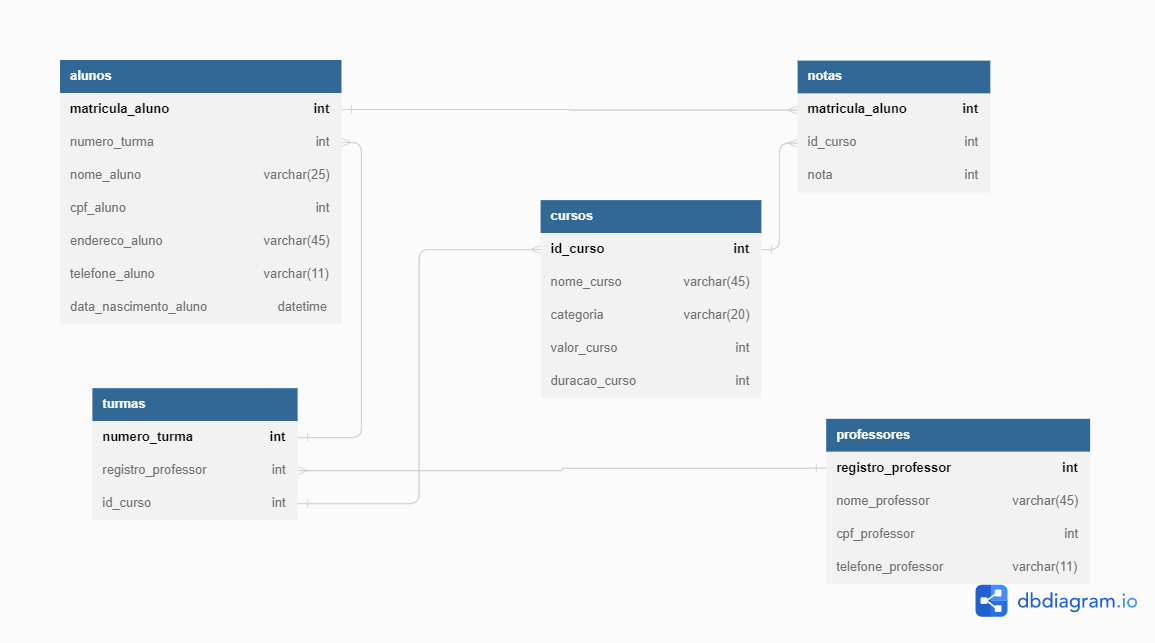 alunos
matricula_aluno int
numero_turma int
nome_aluno varchar(25)
cpf_aluno int
endereco_aluno varchar(45)
telefone_aluno varchar(11)
data_nascimento_aluno datetime
notas
matricula_aluno int
id_curso int
nota int
cursos
id_curso int
nome_curso varchar(45)
categoria varchar(20)
valor_curso int
duracao_curso int
turmas
numero_turma int
registro_professor int
id_curso int
professores
registro_professor int
nome_professor varchar(45)
cpf_professor int
telefone_professor varchar(11)
dbdiagram.io